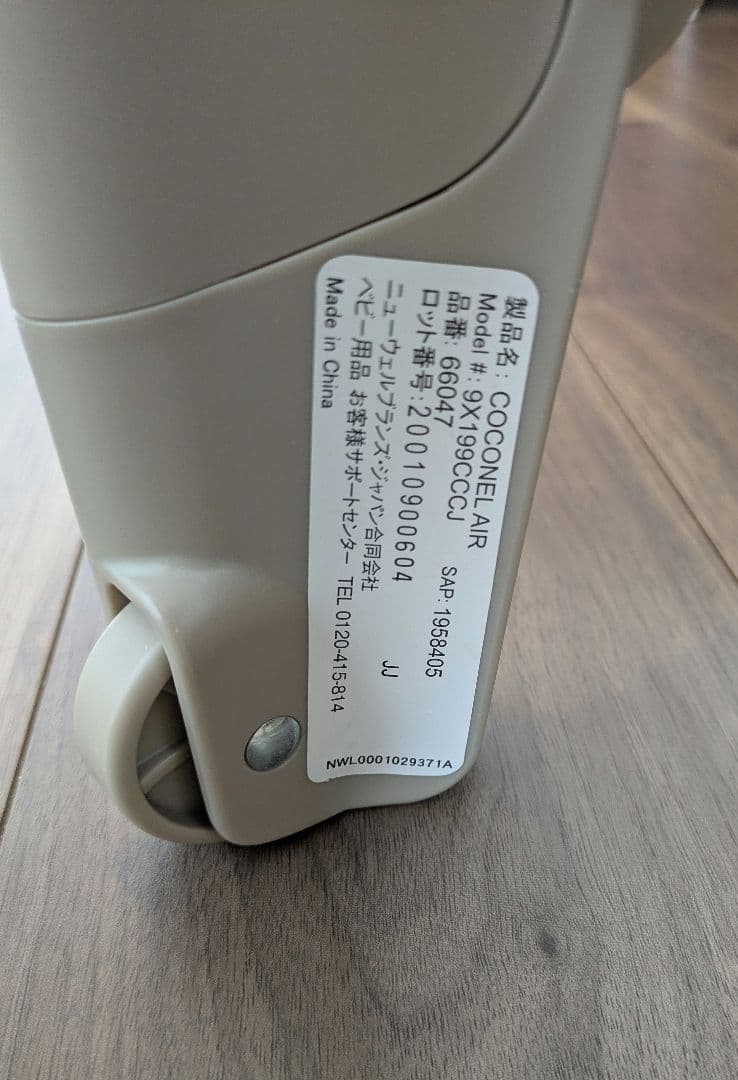 製品名: COCONEL AIR
Model #: 9X199CCCJ
品番: 66047 SAP: 1958405
ロット番号: 20010900604 JJ
ニューウェルブランズ・ジャパン合同会社
ベビー用品 お客様サポートセンター TEL 0120-415-814
Made in China
NWL0001029371A